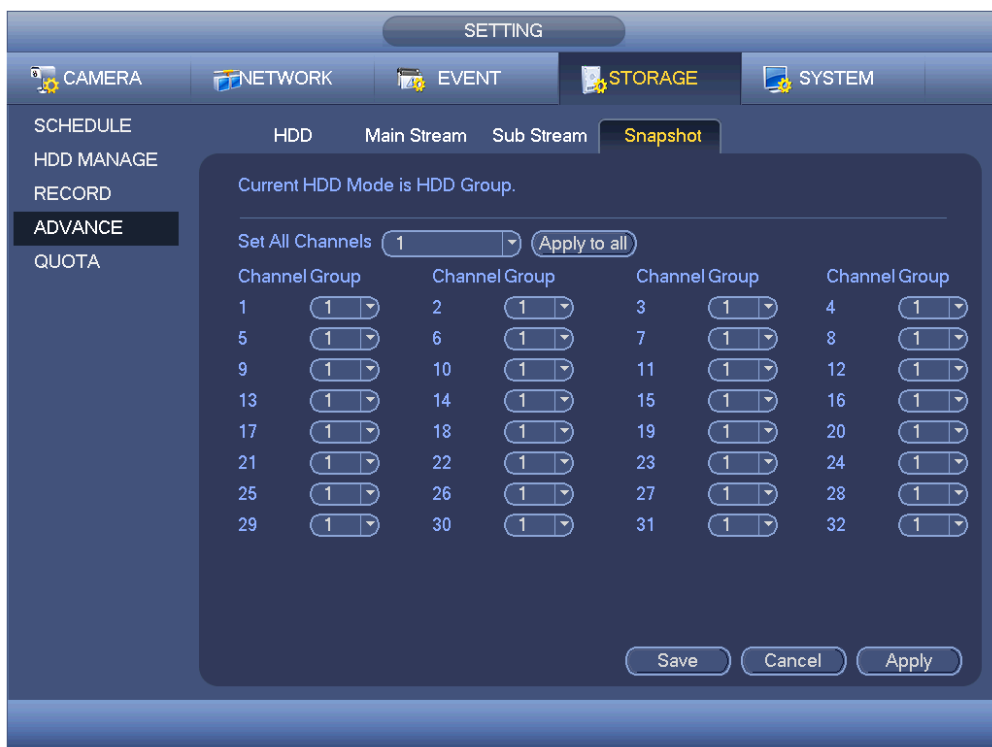 SETTING
CAMERA NETWORK EVENT STORAGE SYSTEM
SCHEDULE
HDD MANAGE
RECORD
ADVANCE
QUOTA
HDD Main Stream Sub Stream Snapshot
Current HDD Mode is HDD Group.
Set All Channels 1 Apply to all
Channel Group Channel Group Channel Group Channel Group
1 1 2 1 3 1 4 1
5 1 6 1 7 1 8 1
9 1 10 1 11 1 12 1
13 1 14 1 15 1 16 1
17 1 18 1 19 1 20 1
21 1 22 1 23 1 24 1
25 1 26 1 27 1 28 1
29 1 30 1 31 1 32 1
Save Cancel Apply